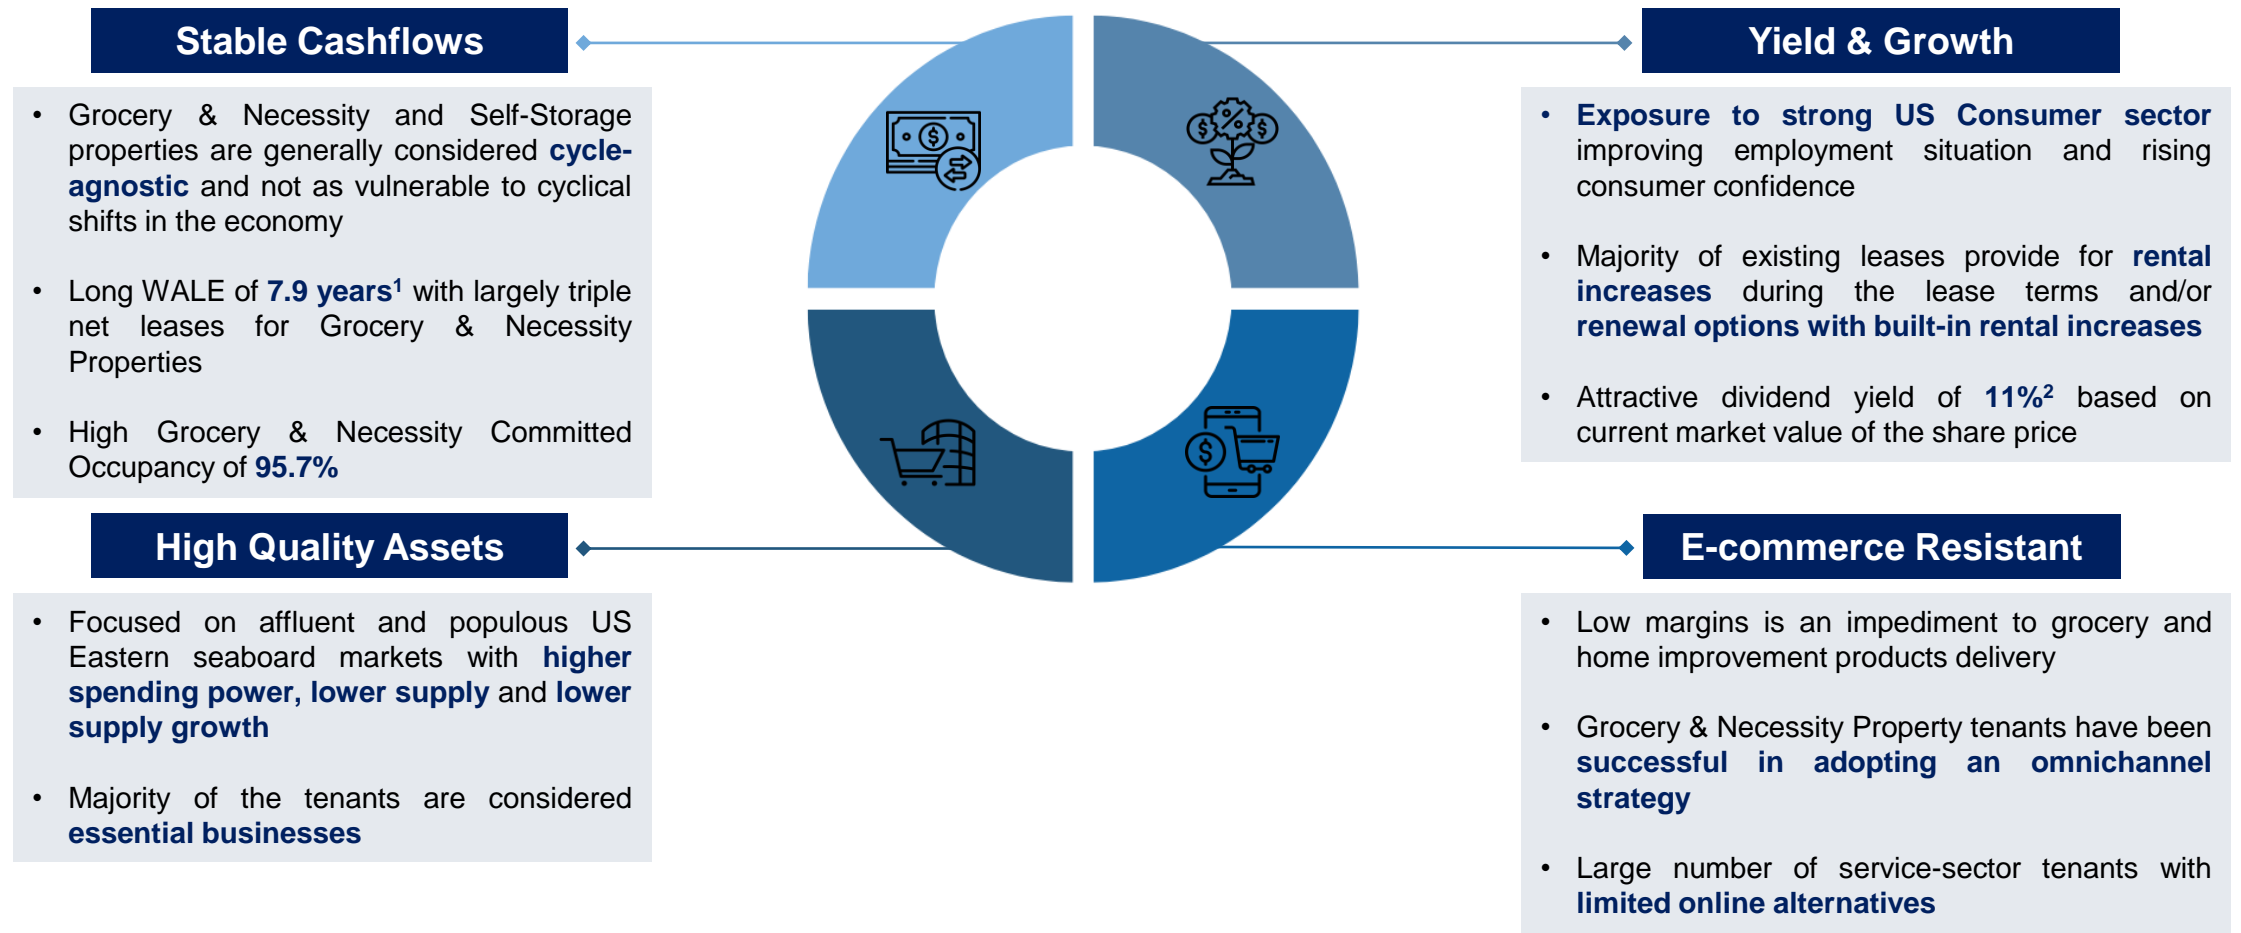 Stable Cashflows
• Grocery & Necessity and Self-Storage
properties are generally considered cycle-
agnostic and not as vulnerable to cyclical
shifts in the economy
• Long WALE of 7.9 years¹ with largely triple
net leases for Grocery & Necessity
Properties
• High Grocery & Necessity Committed
Occupancy of 95.7%
Yield & Growth
• Exposure to strong US Consumer sector
improving employment situation and rising
consumer confidence
• Majority of existing leases provide for rental
increases during the lease terms and/or
renewal options with built-in rental increases
• Attractive dividend yield of 11%² based on
current market value of the share price
High Quality Assets
• Focused on affluent and populous US
Eastern seaboard markets with higher
spending power, lower supply and lower
supply growth
• Majority of the tenants are considered
essential businesses
E-commerce Resistant
• Low margins is an impediment to grocery and
home improvement products delivery
• Grocery & Necessity Property tenants have been
successful in adopting an omnichannel
strategy
• Large number of service-sector tenants with
limited online alternatives